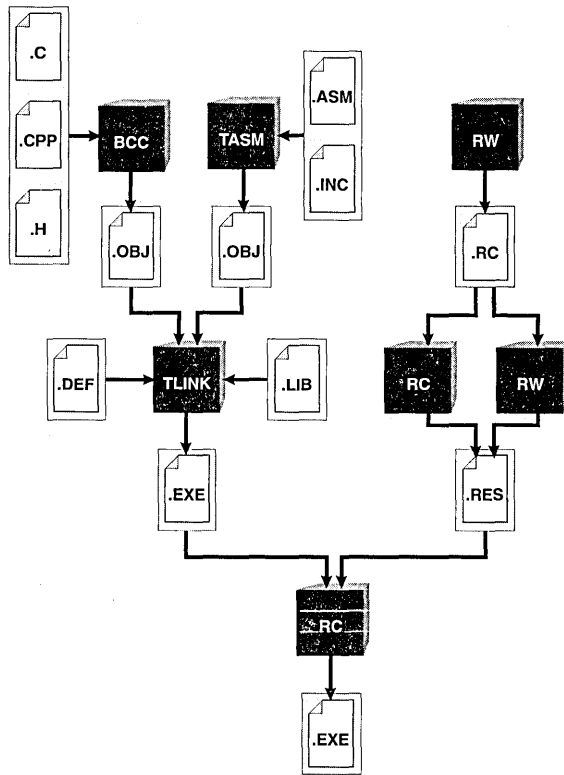 .C
.CPP
.H
BCC
TASM
.ASM
.INC
RW
.OBJ
.OBJ
.RC
.DEF
TLINK
.LIB
RC
RW
.EXE
.RES
RC
.EXE